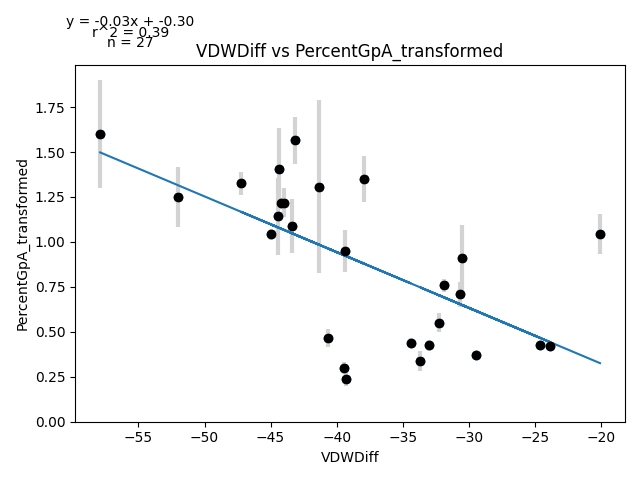 y = -0.03x + -0.30
r^2 = 0.39
n = 27
VDWDiff vs PercentGpA_transformed
PercentGpA_transformed
1.75
1.50
1.25
1.00
0.75
0.50
0.25
0.00
−55
−50
−45
−40
−35
−30
−25
−20
VDWDiff